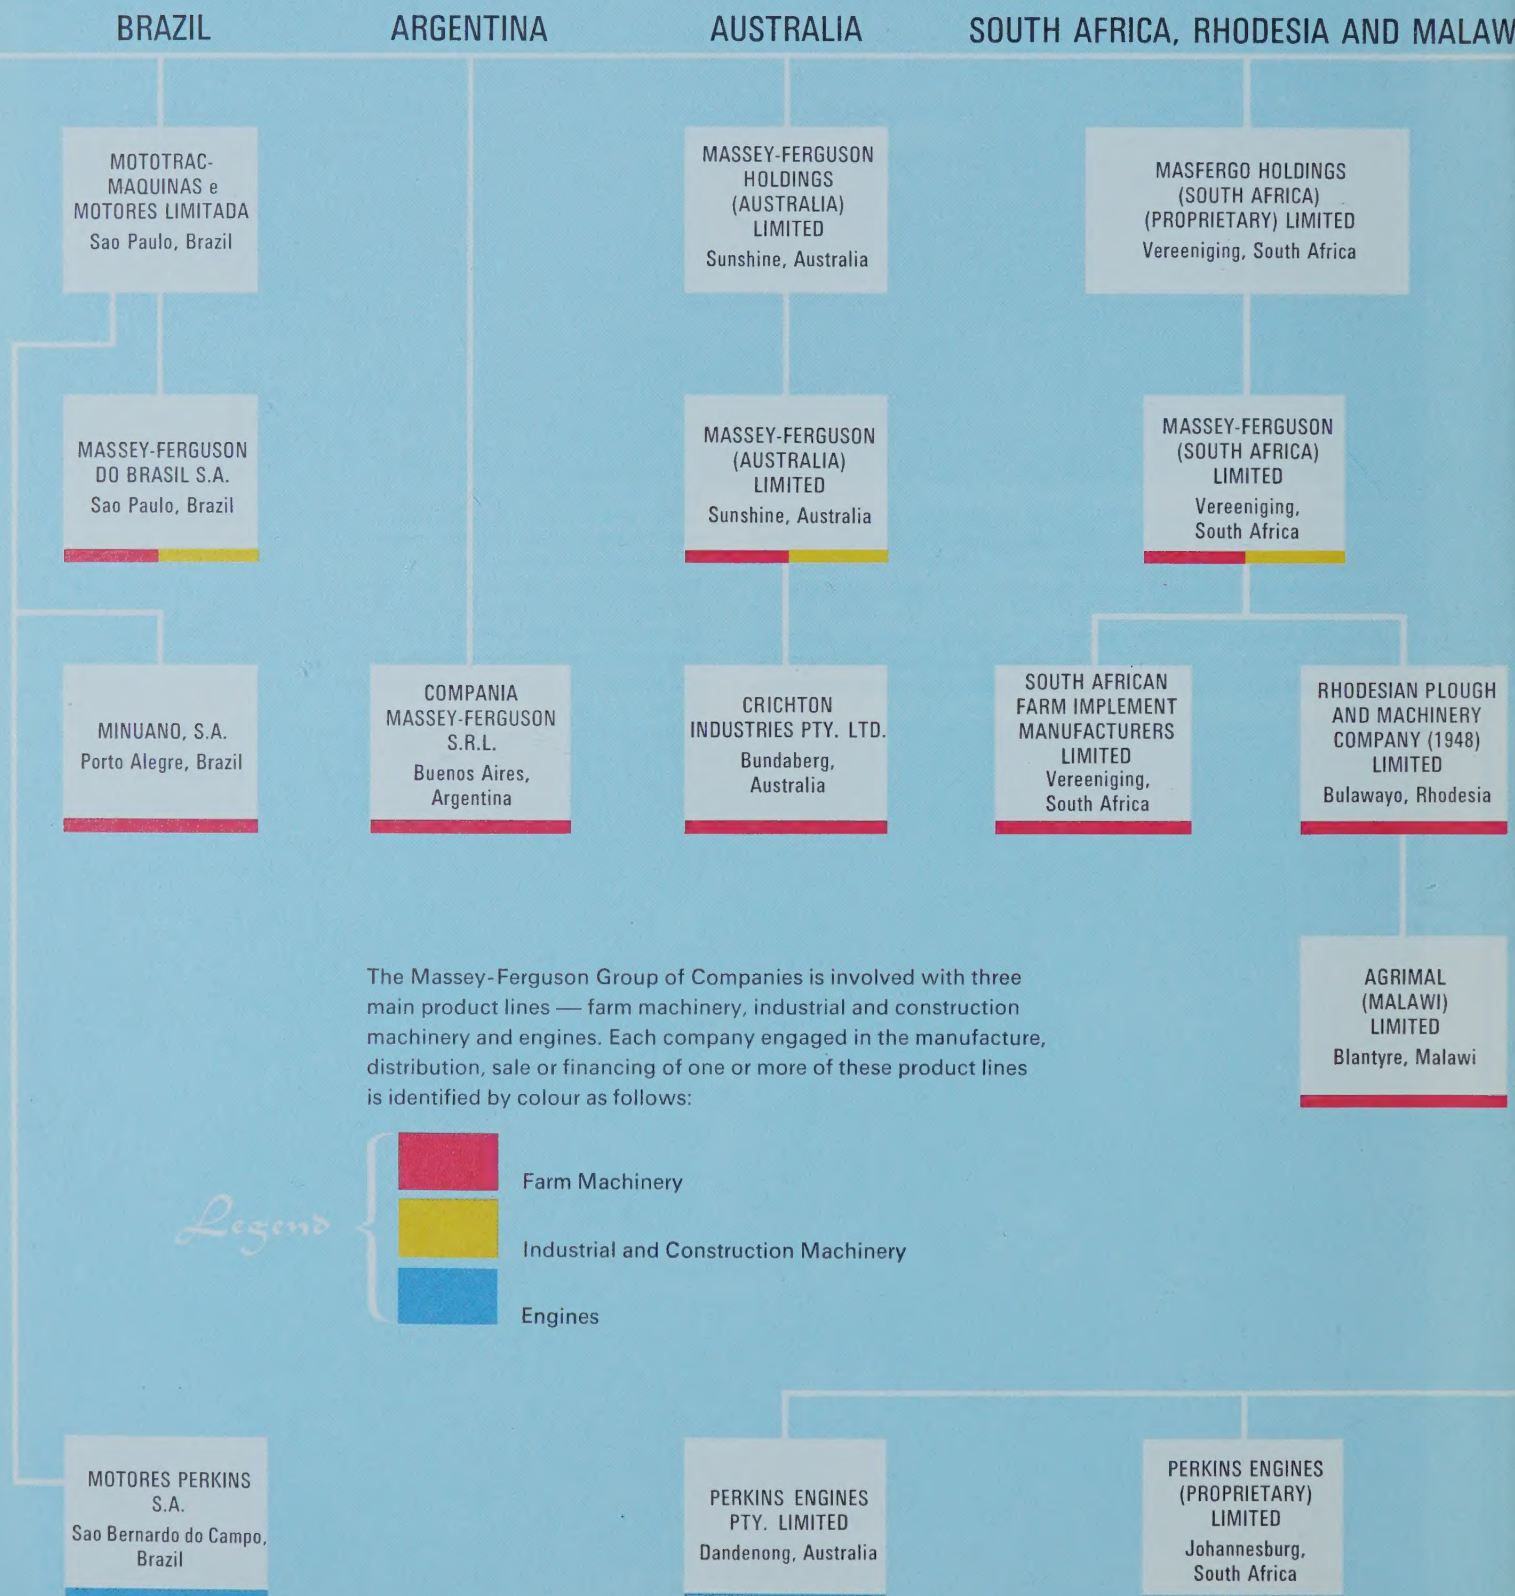 BRAZIL
ARGENTINA
AUSTRALIA
SOUTH AFRICA, RHODESIA AND MALAW
MOTOTRAC-
MAQUINAS e
MOTORES LIMITADA
Sao Paulo, Brazil
MASSEY-FERGUSON
HOLDINGS
(AUSTRALIA)
LIMITED
Sunshine, Australia
MASFERGO HOLDINGS
(SOUTH AFRICA)
(PROPRIETARY) LIMITED
Vereeniging, South Africa
MASSEY-FERGUSON
DO BRASIL S.A.
Sao Paulo, Brazil
MASSEY-FERGUSON
(AUSTRALIA)
LIMITED
Sunshine, Australia
MASSEY-FERGUSON
(SOUTH AFRICA)
LIMITED
Vereeniging,
South Africa
MINUANO, S.A.
Porto Alegre, Brazil
COMPANIA
MASSEY-FERGUSON
S.R.L.
Buenos Aires,
Argentina
CRICHTON
INDUSTRIES PTY. LTD.
Bundaberg,
Australia
SOUTH AFRICAN
FARM IMPLEMENT
MANUFACTURERS
LIMITED
Vereeniging,
South Africa
RHODESIAN PLOUGH
AND MACHINERY
COMPANY (1948)
LIMITED
Bulawayo, Rhodesia
AGRIMAL
(MALAWI)
LIMITED
Blantyre, Malawi
The Massey-Ferguson Group of Companies is involved with three
main product lines — farm machinery, industrial and construction
machinery and engines. Each company engaged in the manufacture,
distribution, sale or financing of one or more of these product lines
is identified by colour as follows:
Legend
Farm Machinery
Industrial and Construction Machinery
Engines
MOTORES PERKINS
S.A.
Sao Bernardo do Campo,
Brazil
PERKINS ENGINES
PTY. LIMITED
Dandenong, Australia
PERKINS ENGINES
(PROPRIETARY)
LIMITED
Johannesburg,
South Africa